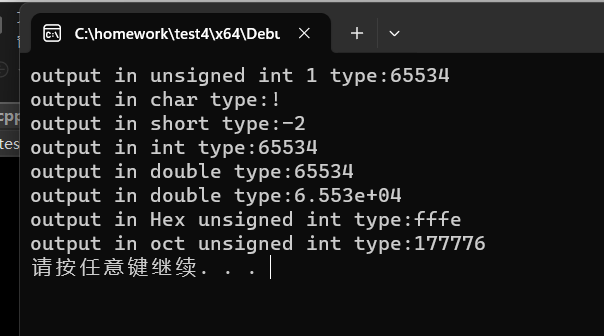 C:\homework\test4\x64\Debu
cpp
tes
output in unsigned int 1 type:65534
output in char type:!
output in short type:-2
output in int type:65534
output in double type:65534
output in double type:6.553e+04
output in Hex unsigned int type:fffe
output in oct unsigned int type:177776
请按任意键继续. . .